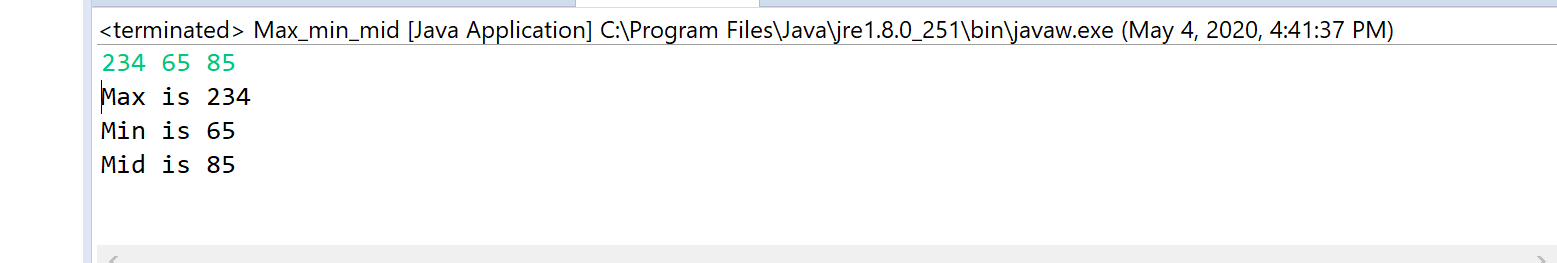 <terminated> Max_min_mid [Java Application] C:\Program Files\Java\jre1.8.0_251\bin\javaw.exe (May 4, 2020, 4:41:37 PM)
234 65 85
Max is 234
Min is 65
Mid is 85